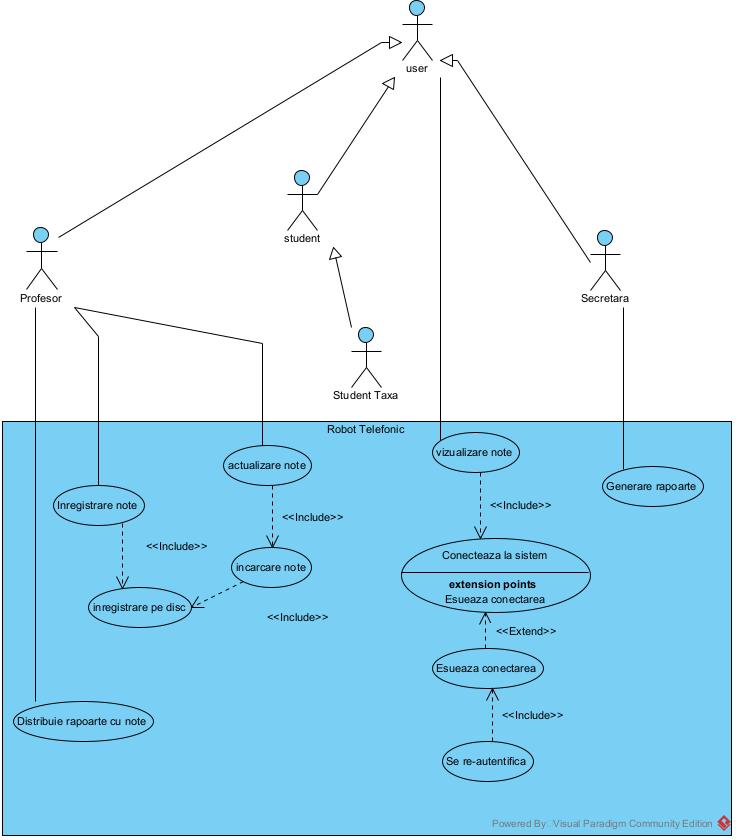 user
student
Profesor
Secretara
Student Taxa
Robot Telefonic
vizualizare note
actualizare note
Generare rapoarte
Inregistrare note
<<Include>>
<<Include>>
<<Include>>
Conecteaza la sistem
incarcare note
extension points
Esueaza conectarea
inregistrare pe disc
<<Include>>
<<Extend>>
Esueaza conectarea
<<Include>>
Distribuie rapoarte cu note
Se re-autentifica
Powered By: Visual Paradigm Community Edition